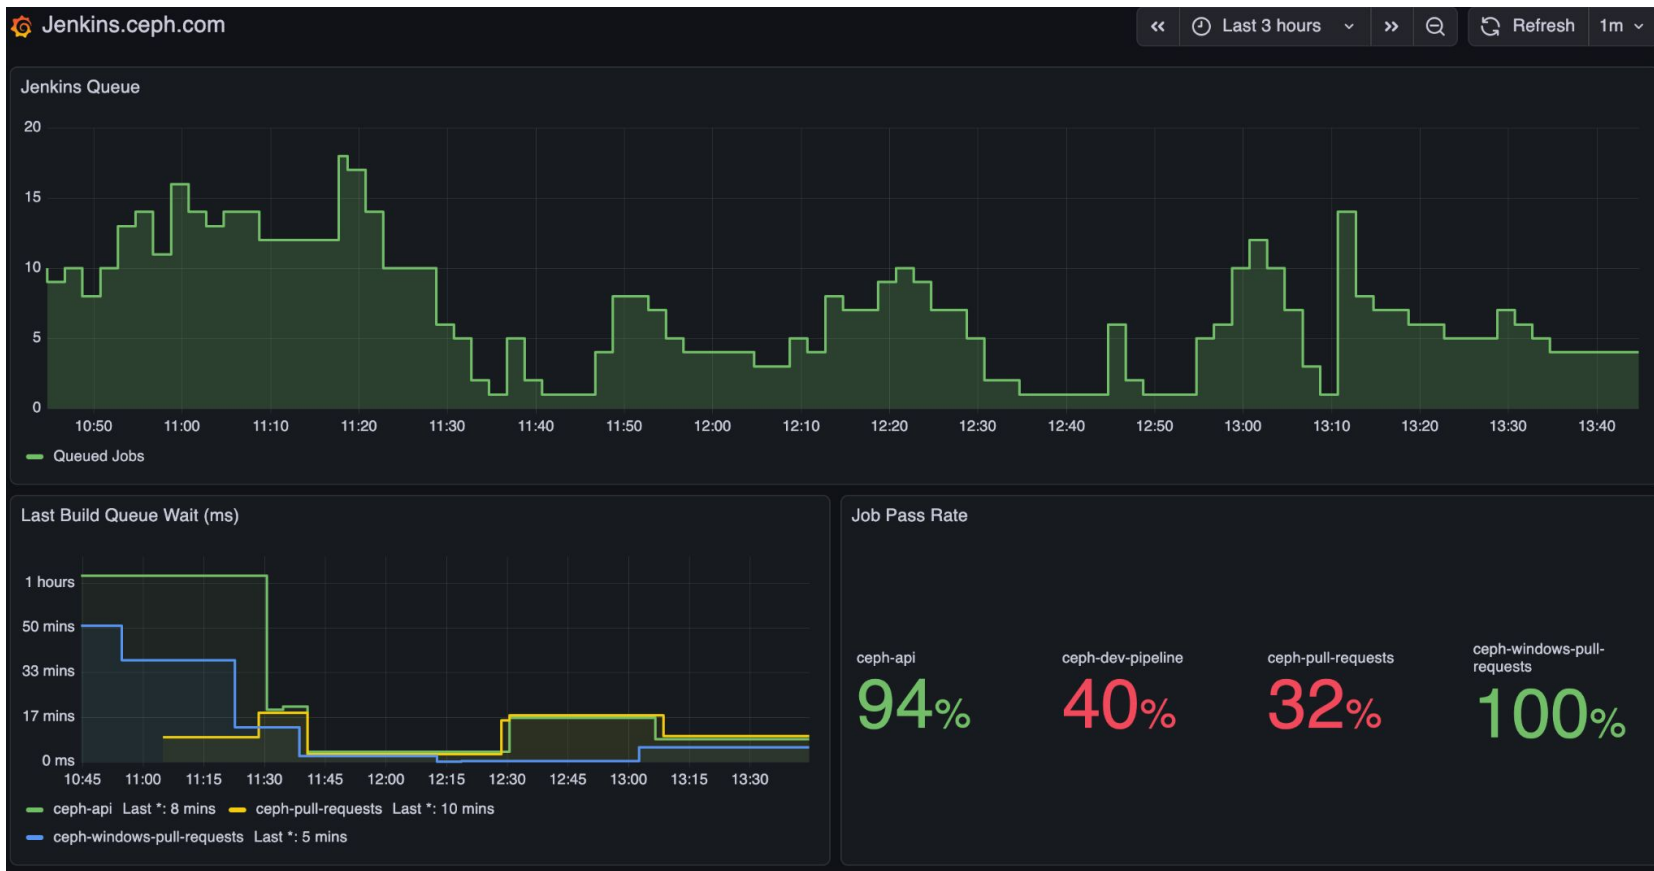 Jenkins.ceph.com
Last 3 hours
Refresh
1m
Jenkins Queue
20
15
10
5
0
10:50 11:00 11:10 11:20 11:30 11:40 11:50 12:00 12:10 12:20 12:30 12:40 12:50 13:00 13:10 13:20 13:30 13:40
Queued Jobs
Last Build Queue Wait (ms)
1 hours
50 mins
33 mins
17 mins
0 ms
10:45 11:00 11:15 11:30 11:45 12:00 12:15 12:30 12:45 13:00 13:15 13:30
ceph-api Last *: 8 mins
ceph-pull-requests Last *: 10 mins
ceph-windows-pull-requests Last *: 5 mins
Job Pass Rate
ceph-api
94%
ceph-dev-pipeline
40%
ceph-pull-requests
32%
ceph-windows-pull-
requests
100%